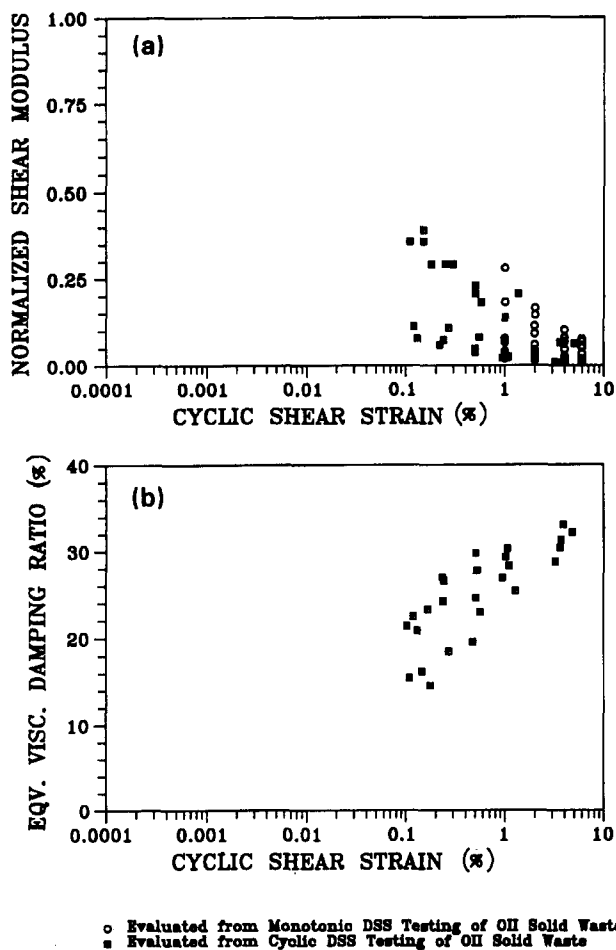 (a)
NORMALIZED SHEAR MODULUS
1.00
0.75
0.50
0.25
0.00
0.0001 0.001 0.01 0.1 1 10
CYCLIC SHEAR STRAIN (%)
(b)
EQV. VISC. DAMPING RATIO (%)
40
30
20
10
0
0.0001 0.001 0.01 0.1 1 10
CYCLIC SHEAR STRAIN (%)
Evaluated from Monotonic DSS Testing of OII Solid Waste
Evaluated from Cyclic DSS Testing of OII Solid Waste